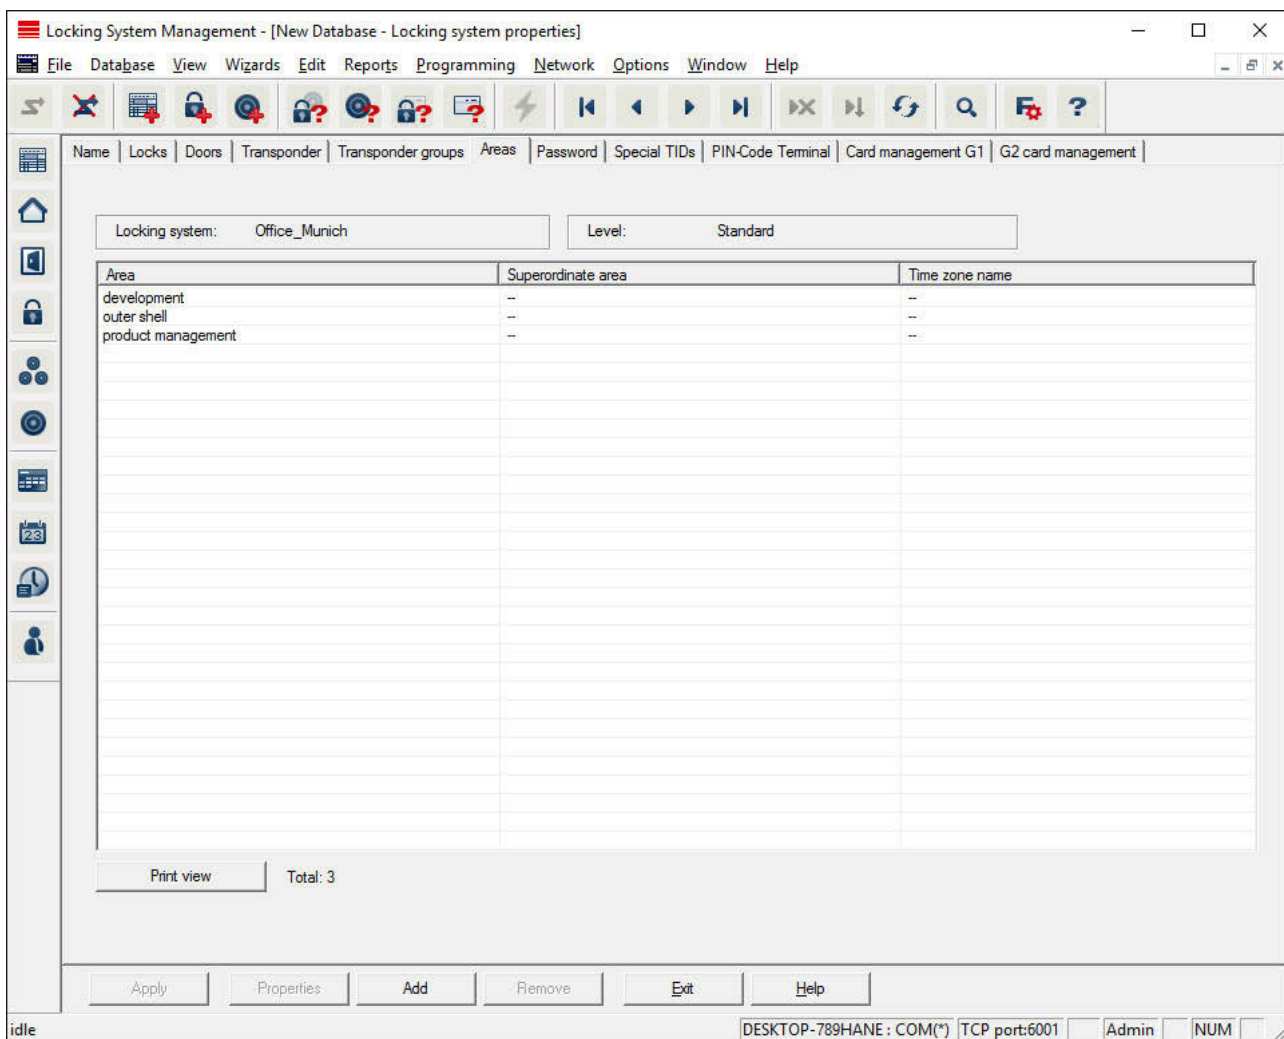 Locking System Management - [New Database - Locking system properties]
File Database View Wizards Edit Reports Programming Network Options Window Help
Name Locks Doors Transponder Transponder groups Areas Password Special TIDs PIN-Code Terminal Card management G1 G2 card management
Locking system: Office_Munich Level: Standard
Area Superordinate area Time zone name
development -- --
outer shell -- --
product management -- --
23
Print view Total: 3
Apply Properties Add Remove Exit Help
idle DESKTOP-789HANE : COM(*) TCP port:6001 Admin NUM